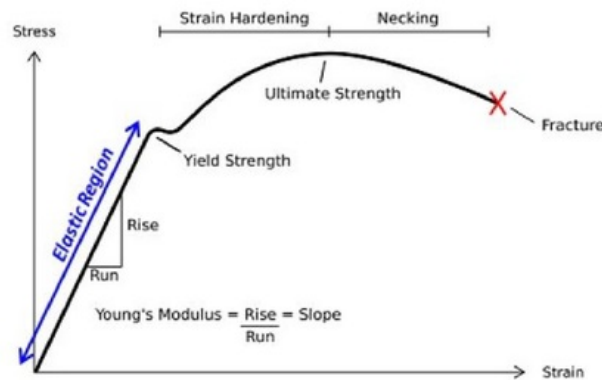 Strain Hardening
Necking
Stress
Ultimate Strength
Fracture
Yield Strength
Elastic Region
Rise
Run
Young's Modulus = Rise = Slope
Run
Strain